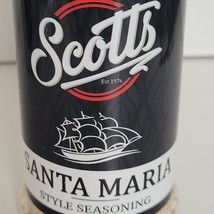 Scotts
Est 1976
SANTA MARIA
STYLE SEASONING